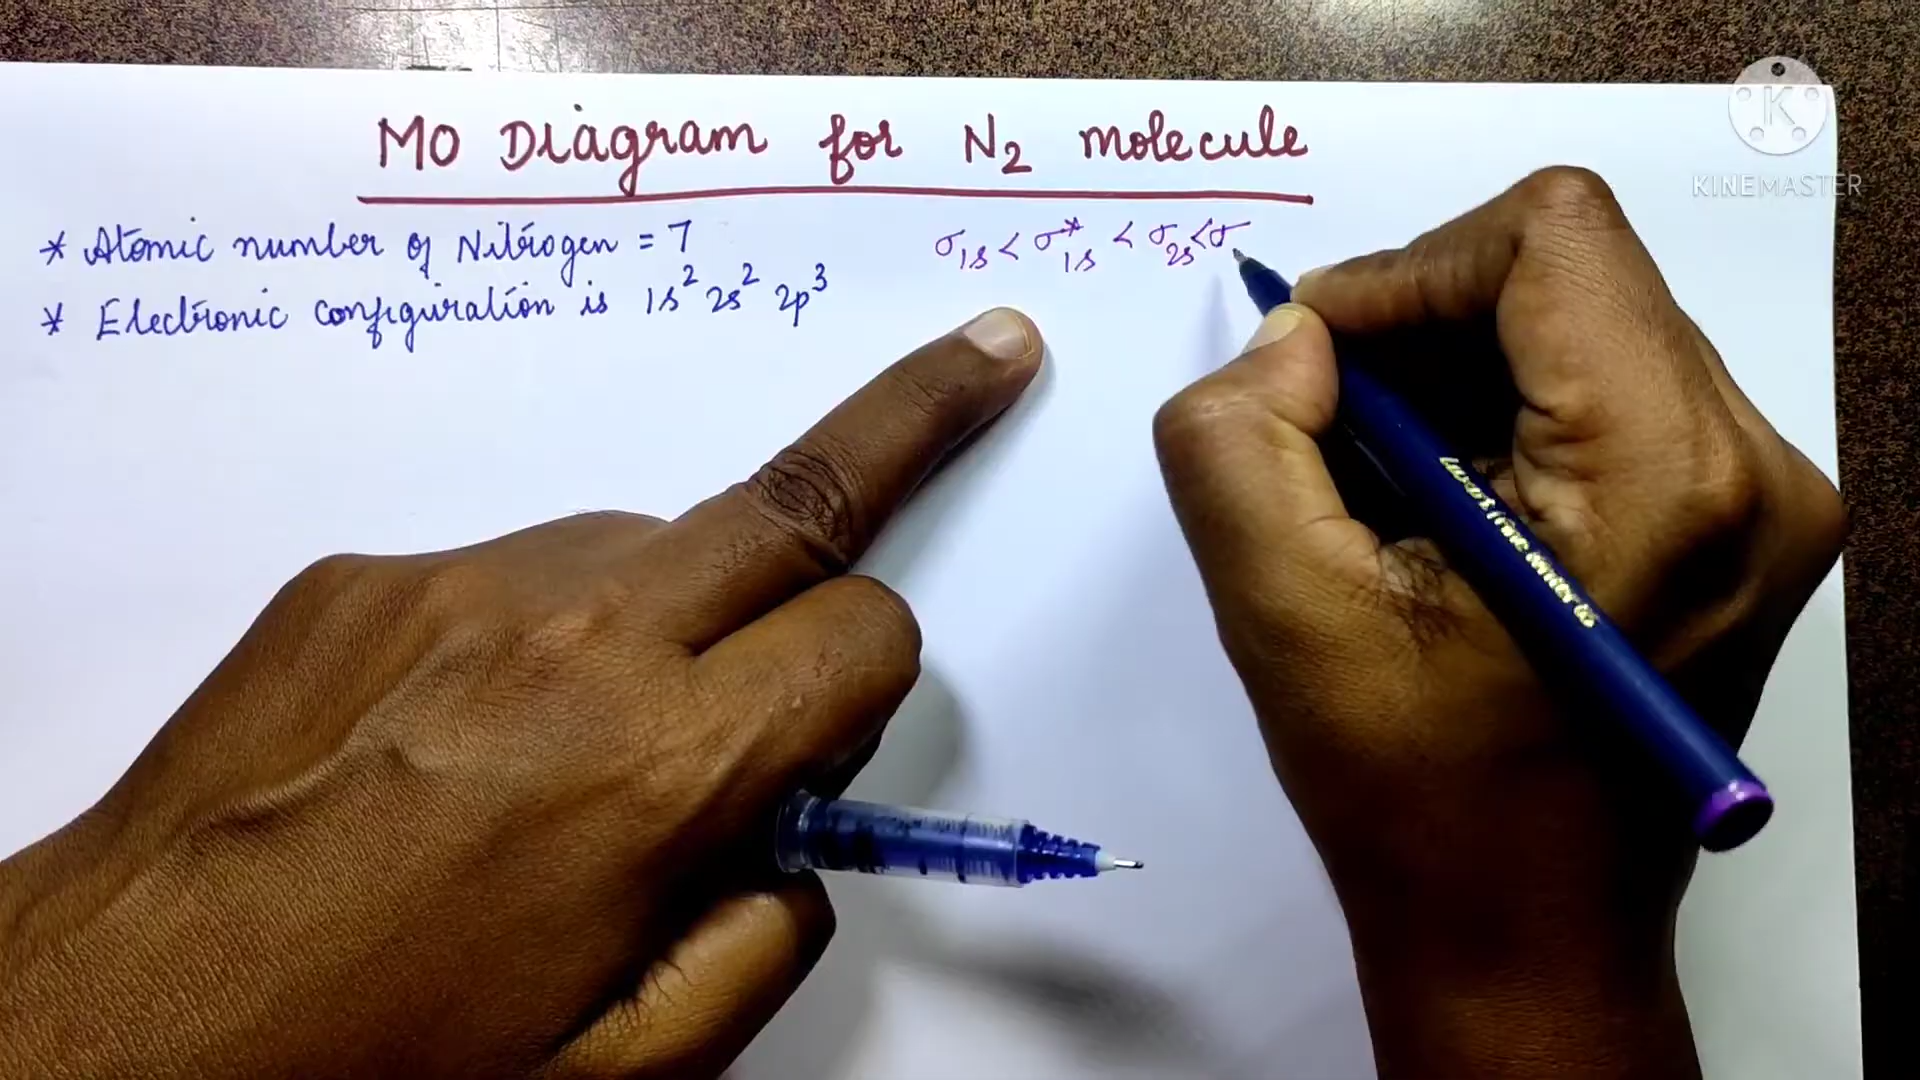 MO Diagram for N₂ molecule
KINEMASTER
* Atomic number of Nitrogen = 7
σ₁ₛ < σ*₁ₛ < σ₂ₛ < σ
* Electronic configuration is 1s² 2s² 2p³